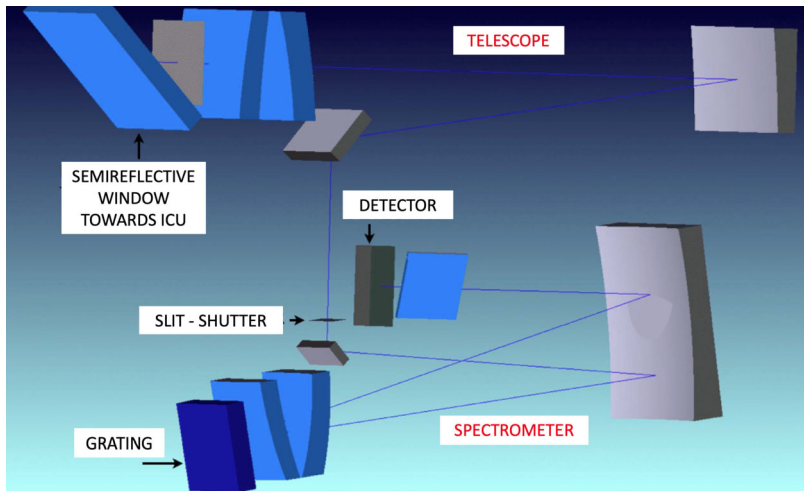 TELESCOPE
SEMIREFLECTIVE
WINDOW
TOWARDS ICU
DETECTOR
SLIT - SHUTTER
GRATING
SPECTROMETER